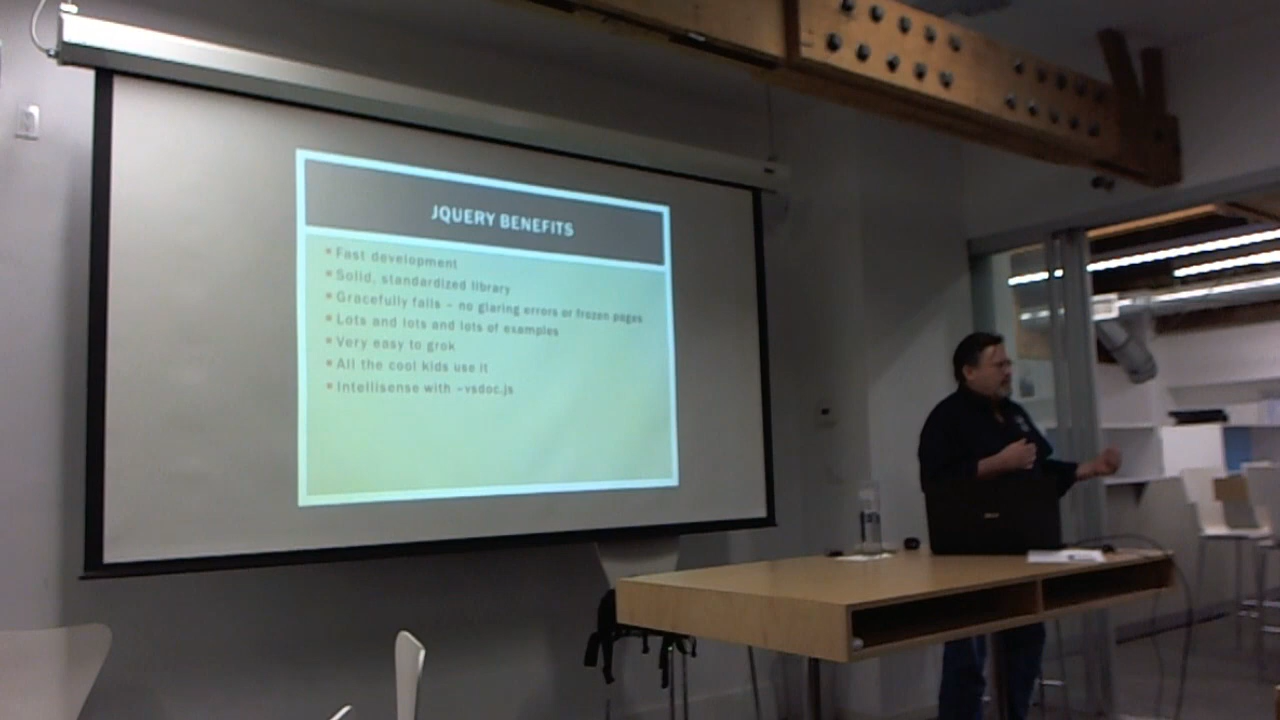 JQUERY BENEFITS
Fast development
Solid, standardized library
Gracefully fails – no glaring errors or frozen pages
Lots and lots and lots of examples
Very easy to grok
All the cool kids use it
Intellisense with –vsdoc.js